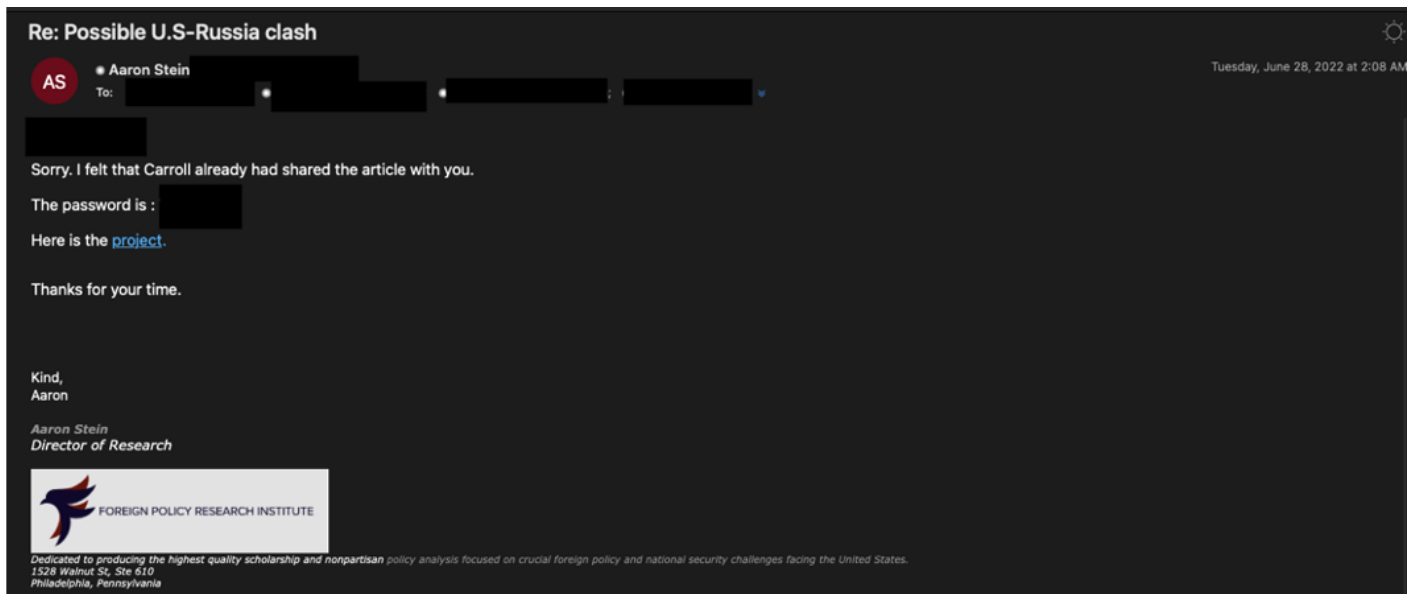 Re: Possible U.S-Russia clash
AS
Aaron Stein
Tuesday, June 28, 2022 at 2:08 AM
To:
;
Sorry. I felt that Carroll already had shared the article with you.
The password is :
Here is the project.
Thanks for your time.
Kind,
Aaron
Aaron Stein
Director of Research
FOREIGN POLICY RESEARCH INSTITUTE
Dedicated to producing the highest quality scholarship and nonpartisan policy analysis focused on crucial foreign policy and national security challenges facing the United States.
1528 Walnut St, Ste 610
Philadelphia, Pennsylvania